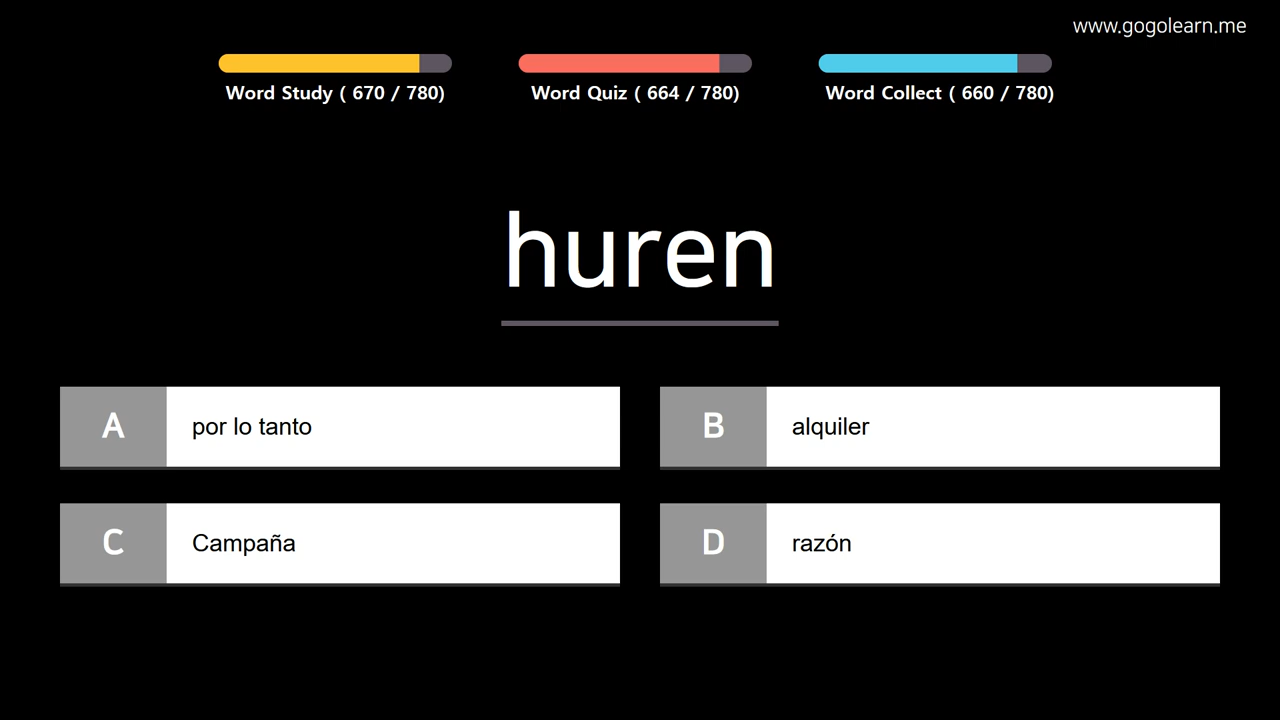 www.gogolearn.me
Word Study ( 670 / 780)
Word Quiz ( 664 / 780)
Word Collect ( 660 / 780)
huren
A
por lo tanto
B
alquiler
C
Campaña
D
razón